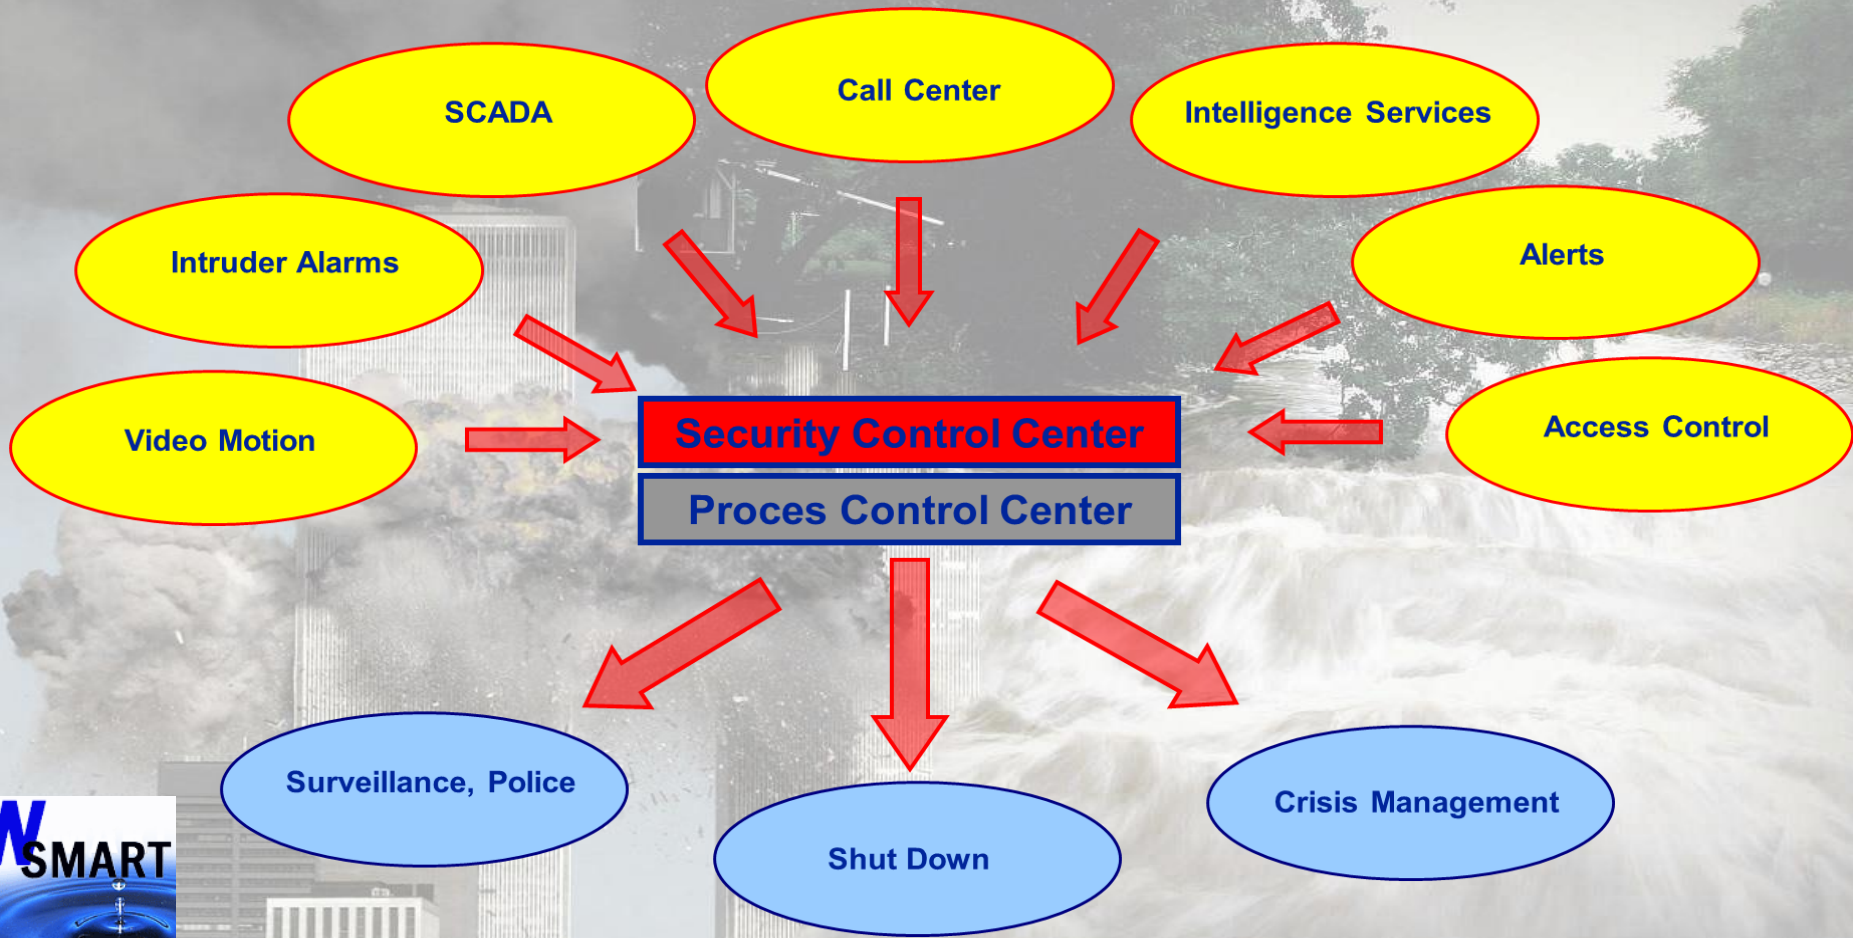 Call Center
SCADA
Intelligence Services
Intruder Alarms
Alerts
Video Motion
Access Control
Security Control Center
Proces Control Center
Surveillance, Police
Shut Down
Crisis Management
W
SMART